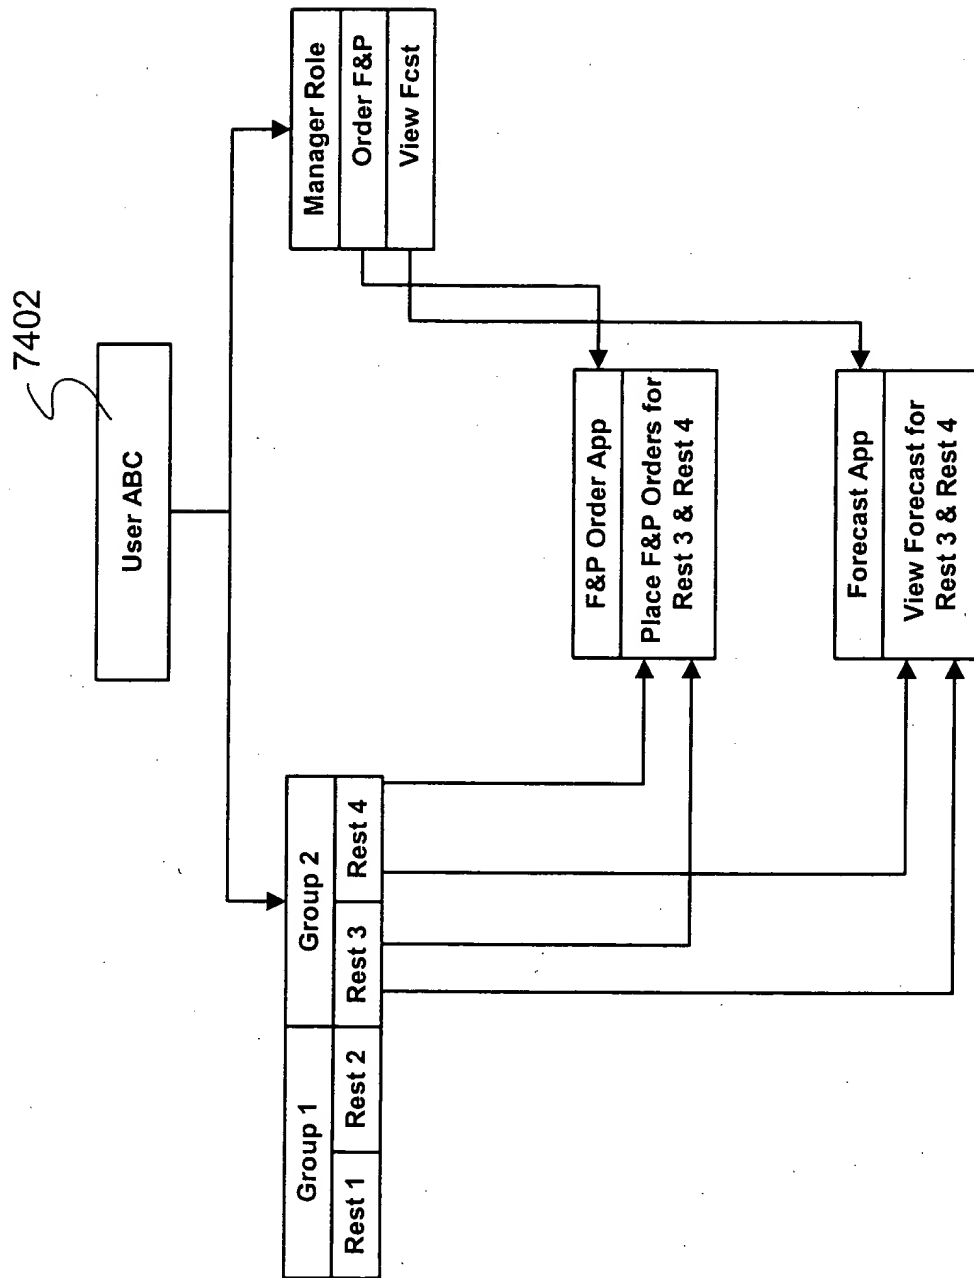 7402
User ABC
Group 1
Group 2
Rest 1
Rest 2
Rest 3
Rest 4
Manager Role
Order F&P
View Fcst
F&P Order App
Place F&P Orders for
Rest 3 & Rest 4
Forecast App
View Forecast for
Rest 3 & Rest 4